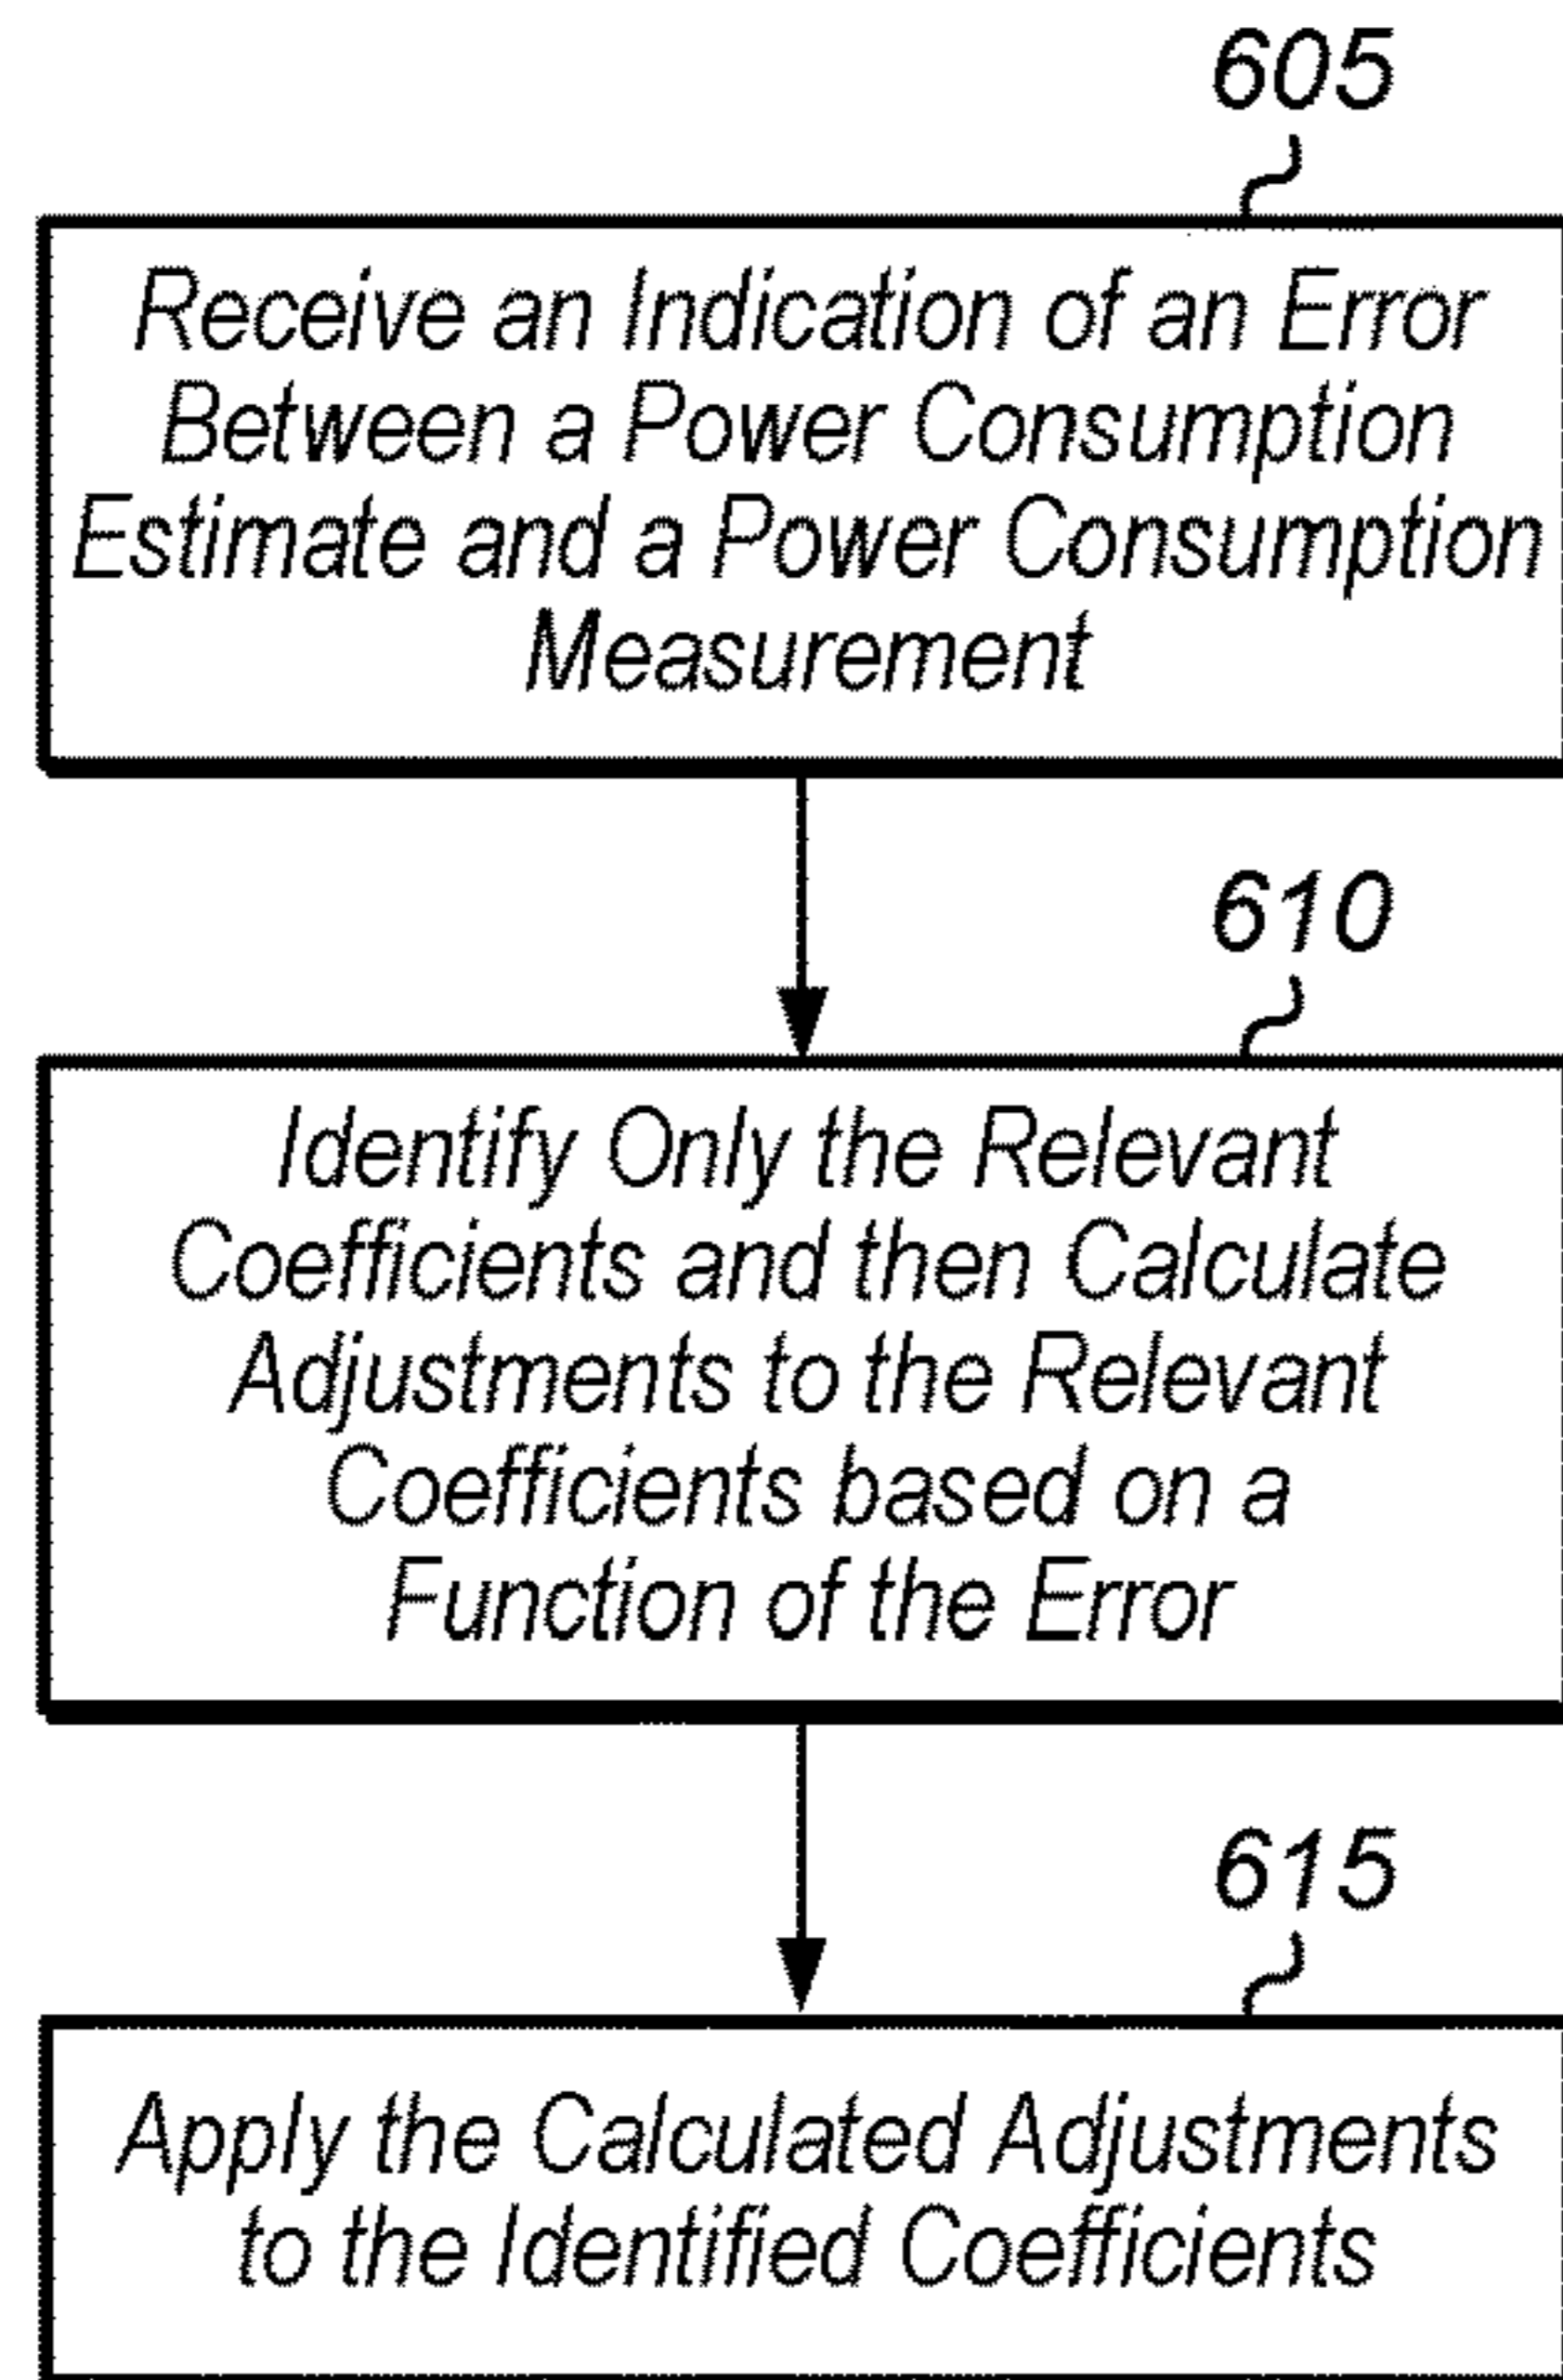 605
Receive an Indication of an Error
Between a Power Consumption
Estimate and a Power Consumption
Measurement
610
Identify Only the Relevant
Coefficients and then Calculate
Adjustments to the Relevant
Coefficients based on a
Function of the Error
615
Apply the Calculated Adjustments
to the Identified Coefficients